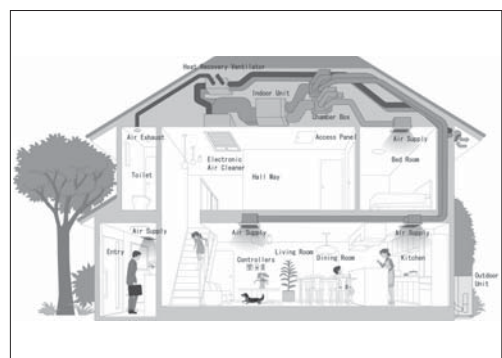 Heat Recovery Ventilator
Indoor Unit
Chamber Box
Air Exhaust
Electronic
Air Cleaner
Access Panel
Air Supply
Toilet
Hall Way
Bed Room
Air Supply
Air Supply
Air Supply
Entry
Controllers
Living Room
Dining Room
Kitchen
Outdoor
Unit